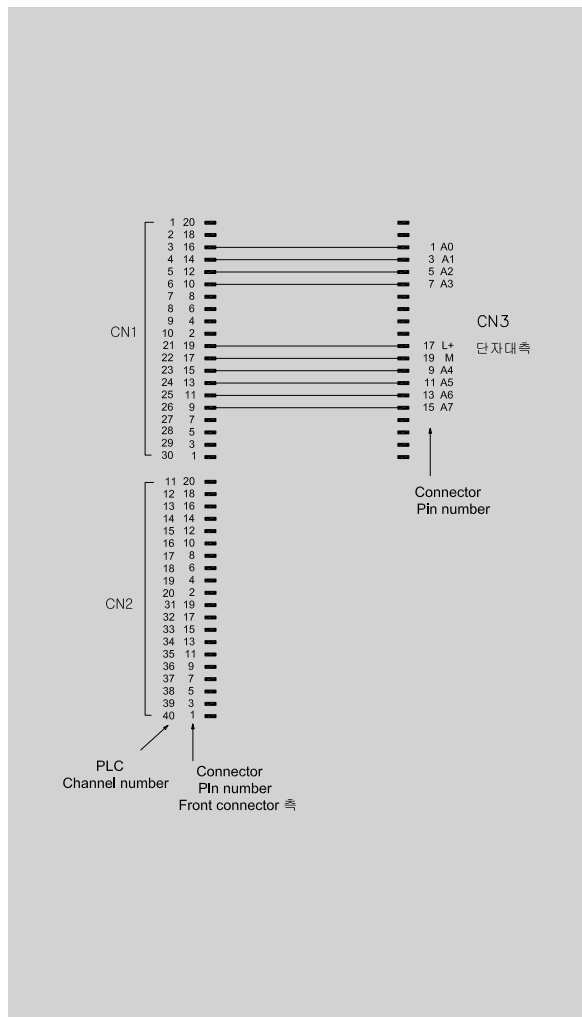 1 20
2 18
3 16 1 A0
4 14 3 A1
5 12 5 A2
6 10 7 A3
7 8
8 6
9 4
CN3
10 2
CN1
21 19 17 L+
단자대측
22 17 19 M
23 15 9 A4
24 13 11 A5
25 11 13 A6
26 9 15 A7
27 7
28 5
29 3
30 1
11 20
12 18
13 16
14 14
15 12
16 10
17 8
18 6
19 4
20 2
CN2
31 19
32 17
33 15
34 13
35 11
36 9
37 7
38 5
39 3
40 1
Connector
Pin number
PLC
Channel number
Connector
PIn number
Front connector 측